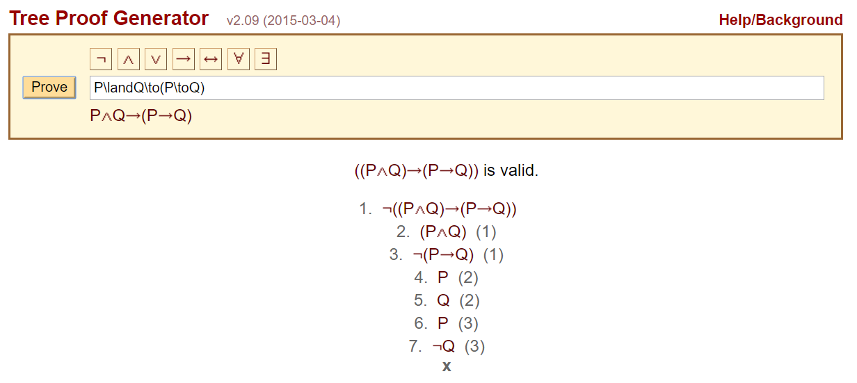 Tree Proof Generator v2.09 (2015-03-04) Help/Background
¬ ∧ ∨ → ↔ ∀ ∃
Prove P\landQ\to(P\toQ)
P∧Q→(P→Q)
((P∧Q)→(P→Q)) is valid.
1. ¬((P∧Q)→(P→Q))
2. (P∧Q) (1)
3. ¬(P→Q) (1)
4. P (2)
5. Q (2)
6. P (3)
7. ¬Q (3)
x